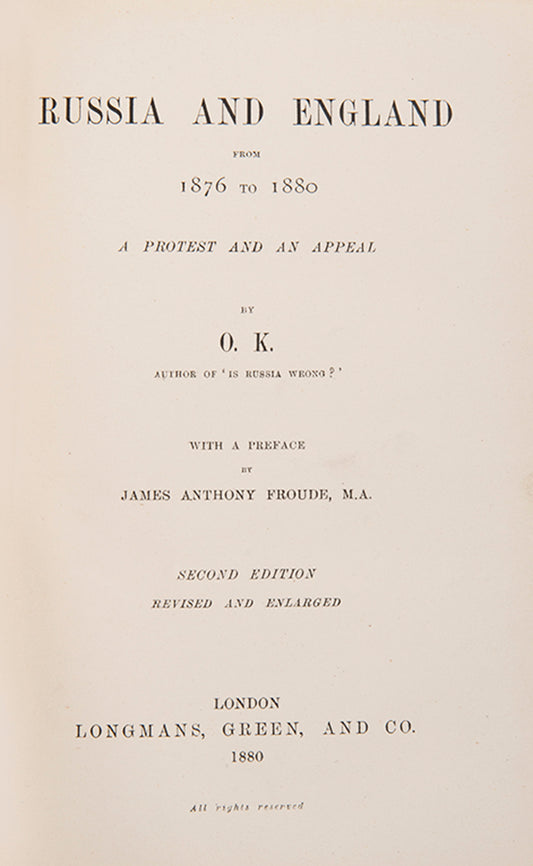 RUSSIA AND ENGLAND
FROM
1876 TO 1880
A PROTEST AND AN APPEAL
BY
O. K.
AUTHOR OF ‘IS RUSSIA WRONG?’
WITH A PREFACE
BY
JAMES ANTHONY FROUDE, M.A.
SECOND EDITION
REVISED AND ENLARGED
LONDON
LONGMANS, GREEN, AND CO.
1880
All rights reserved